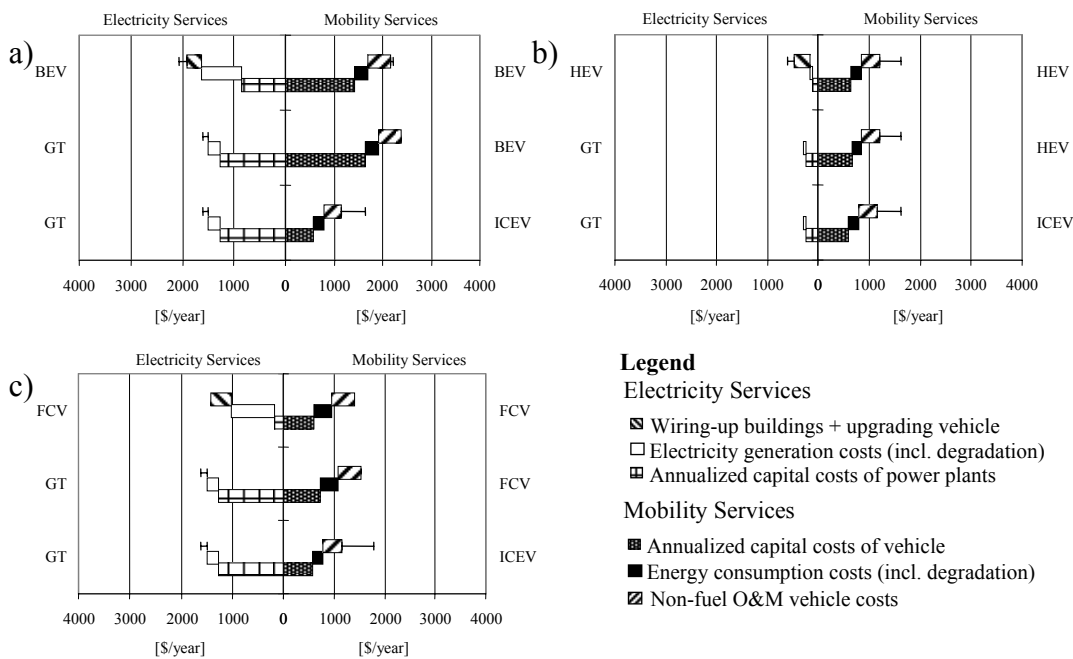 Electricity Services Mobility Services
a)
BEV BEV
GT BEV
GT ICEV
4000 3000 2000 1000 0 1000 2000 3000 4000
[$/year] [$/year]
Electricity Services Mobility Services
b)
HEV HEV
GT HEV
GT ICEV
4000 3000 2000 1000 0 1000 2000 3000 4000
[$/year] [$/year]
Electricity Services Mobility Services
c)
FCV FCV
GT FCV
GT ICEV
4000 3000 2000 1000 0 1000 2000 3000 4000
[$/year] [$/year]
Legend
Electricity Services
Wiring-up buildings + upgrading vehicle
Electricity generation costs (incl. degradation)
Annualized capital costs of power plants
Mobility Services
Annualized capital costs of vehicle
Energy consumption costs (incl. degradation)
Non-fuel O&M vehicle costs